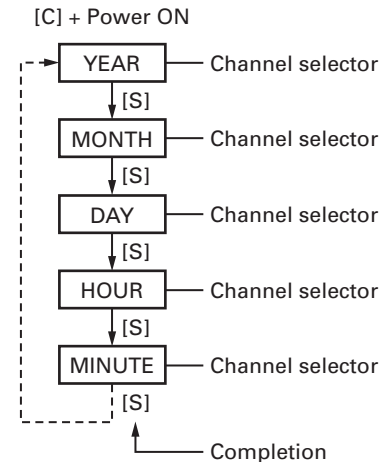 [C] + Power ON
YEAR Channel selector
[S]
MONTH Channel selector
[S]
DAY Channel selector
[S]
HOUR Channel selector
[S]
MINUTE Channel selector
[S]
Completion